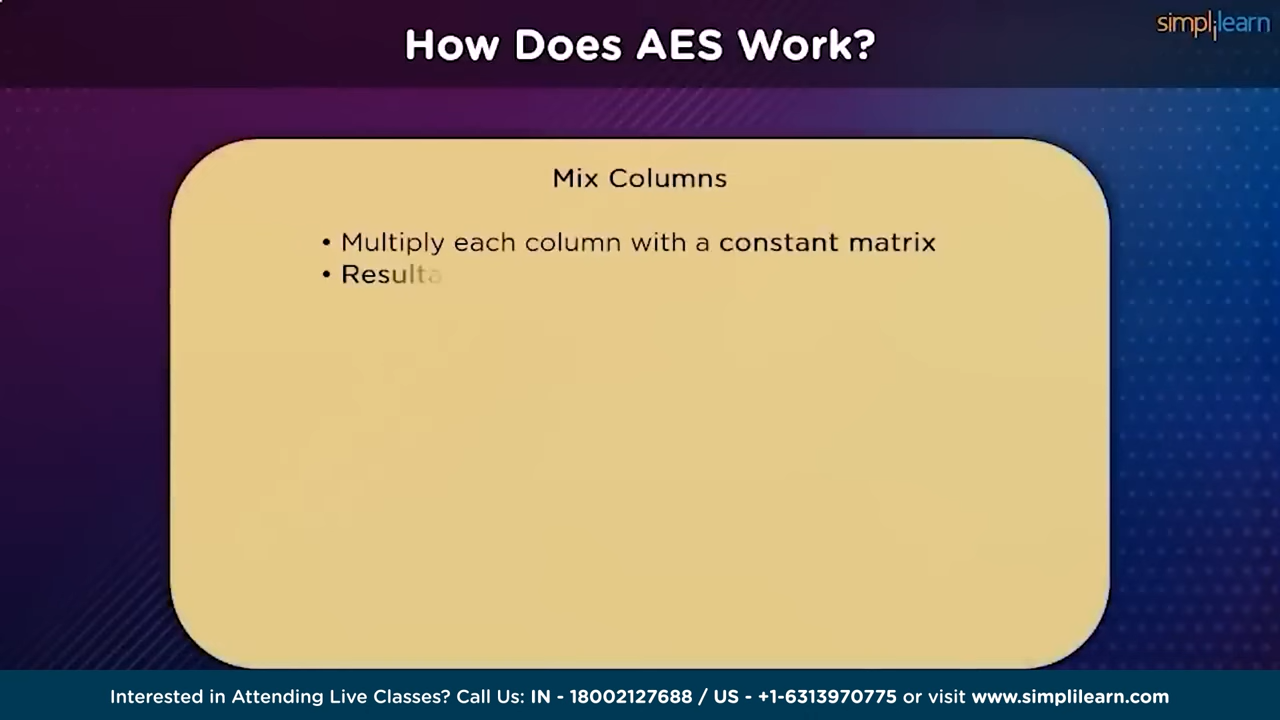 How Does AES Work?
simplilearn
Mix Columns
• Multiply each column with a constant matrix
• Resulta
Interested in Attending Live Classes? Call Us: IN - 18002127688 / US - +1-6313970775 or visit www.simplilearn.com